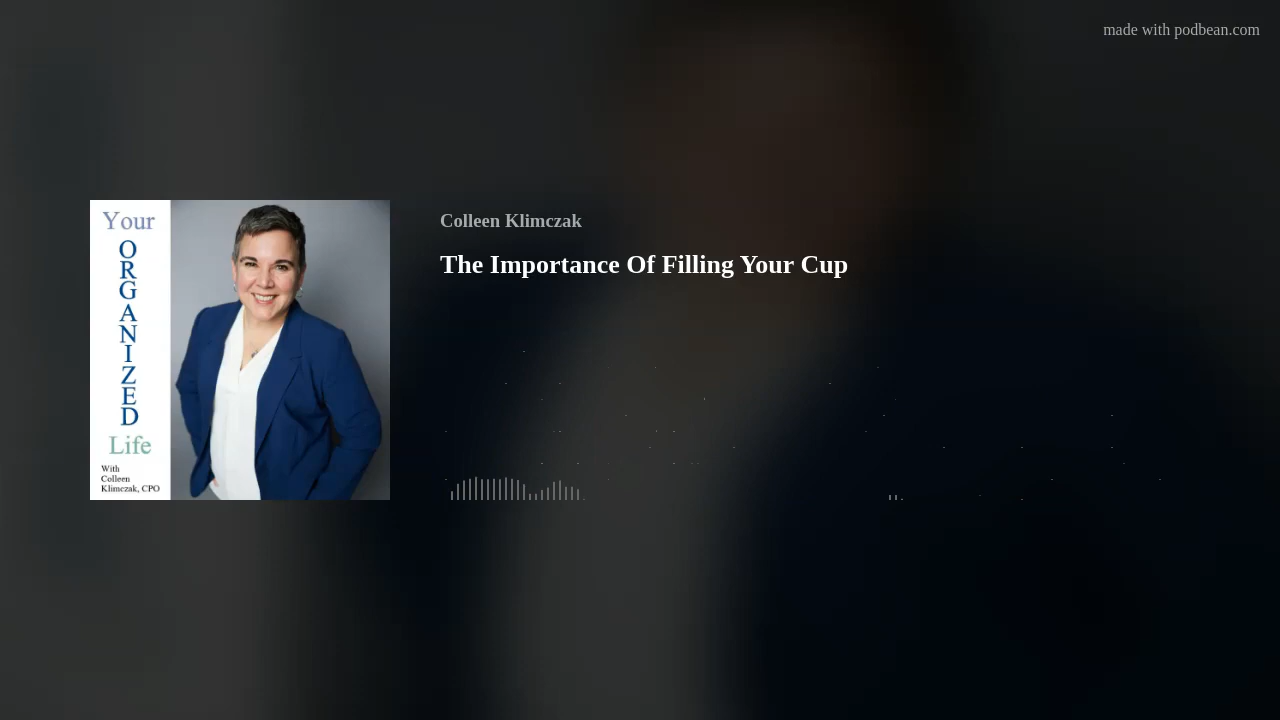 made with podbean.com
Your
ORGANIZED
Life
With
Colleen
Klimczak, CPO
Colleen Klimczak
The Importance Of Filling Your Cup